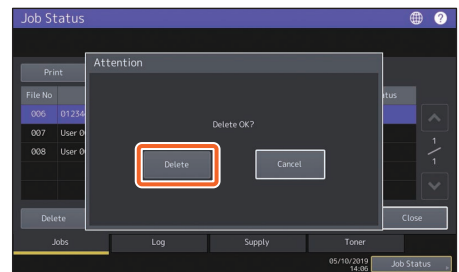 Job Status
?
Attention
Print
File No
tus
006 01234
007 User 0
008 User 0
Delete OK?
Delete
Cancel
1
1
Delete
Close
Jobs
Log
Supply
Toner
05/10/2019
14:06
Job Status